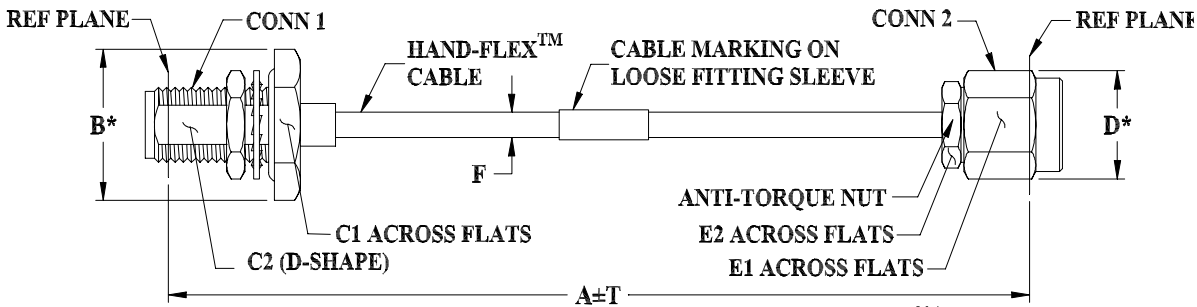 REF PLANE
CONN 1
HAND-FLEX™
CABLE
CABLE MARKING ON
LOOSE FITTING SLEEVE
CONN 2
REF PLANE
B*
D*
F
ANTI-TORQUE NUT
C1 ACROSS FLATS
E2 ACROSS FLATS
C2 (D-SHAPE)
E1 ACROSS FLATS
A±T